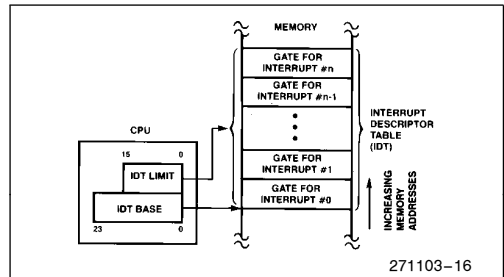 MEMORY
GATE FOR
INTERRUPT #n
GATE FOR
INTERRUPT #n-1
CPU
15 0
IDT LIMIT
IDT BASE
23 0
GATE FOR
INTERRUPT #1
GATE FOR
INTERRUPT #0
INTERRUPT
DESCRIPTOR
TABLE
(IDT)
INCREASING
MEMORY
ADDRESSES
271103–16